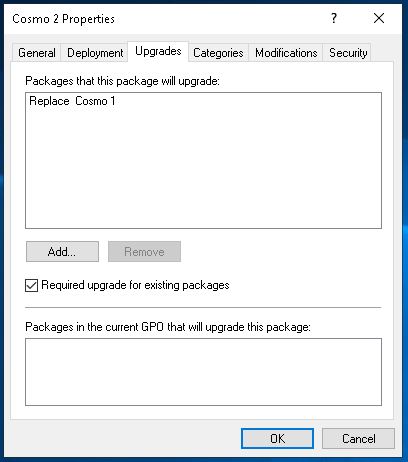 Cosmo 2 Properties
General Deployment Upgrades Categories Modifications Security
Packages that this package will upgrade:
Replace Cosmo 1
Add... Remove
Required upgrade for existing packages
Packages in the current GPO that will upgrade this package:
OK Cancel